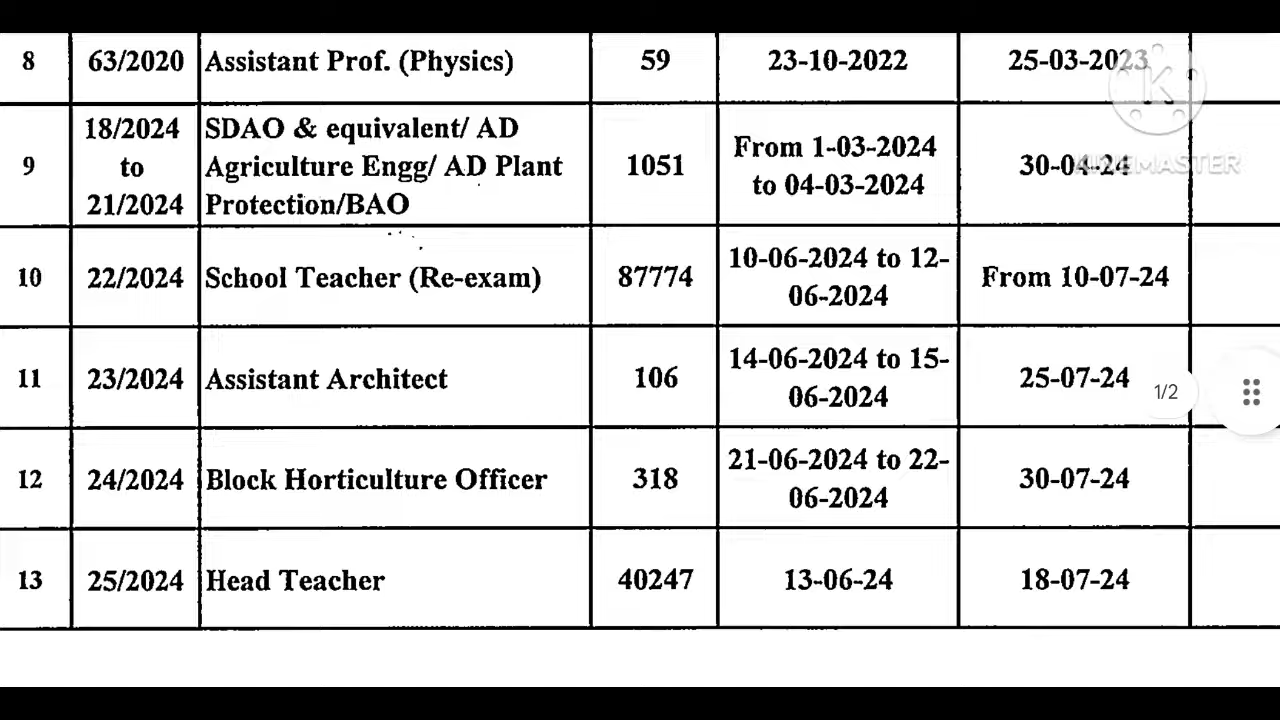 8 63/2020 Assistant Prof. (Physics) 59 23-10-2022 25-03-2023
18/2024 SDAO & equivalent/ AD
9 to Agriculture Engg/ AD Plant 1051 From 1-03-2024 30-04-24
21/2024 Protection/BAO to 04-03-2024
KINEMASTER
10 22/2024 School Teacher (Re-exam) 87774 10-06-2024 to 12- From 10-07-24
06-2024
11 23/2024 Assistant Architect 106 14-06-2024 to 15- 25-07-24
06-2024
1/2
12 24/2024 Block Horticulture Officer 318 21-06-2024 to 22- 30-07-24
06-2024
13 25/2024 Head Teacher 40247 13-06-24 18-07-24